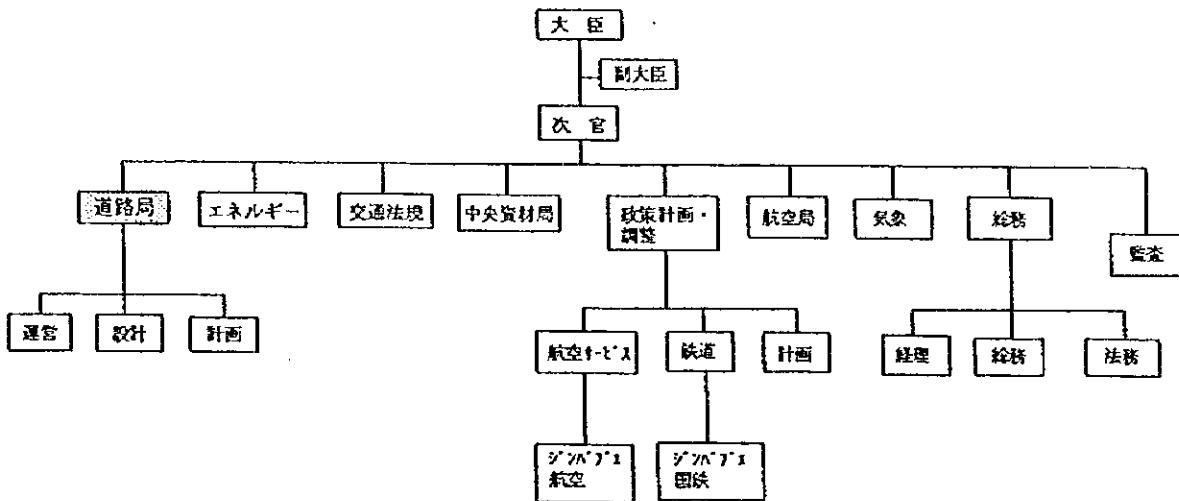 大 臣
副大臣
次 官
道路局
エネルギー
交通法規
中央資材局
政策計画・
調整
航空局
気象
総務
監査
運営
設計
計画
航空ｻｰﾋﾞｽ
鉄道
計画
経理
総務
法務
ｼﾞﾝﾊﾞﾌﾞｴ
航空
ｼﾞﾝﾊﾞﾌﾞｴ
国鉄